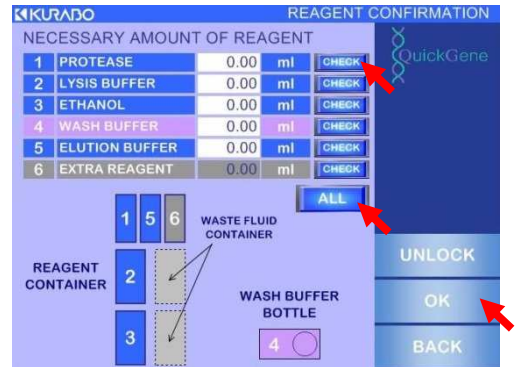 KURABO REAGENT CONFIRMATION
NECESSARY AMOUNT OF REAGENT
QuickGene
1 PROTEASE 0.00 ml CHECK
2 LYSIS BUFFER 0.00 ml CHECK
3 ETHANOL 0.00 ml CHECK
4 WASH BUFFER 0.00 ml CHECK
5 ELUTION BUFFER 0.00 ml CHECK
6 EXTRA REAGENT 0.00 ml CHECK
ALL
1 5 6
WASTE FLUID
CONTAINER
REAGENT
CONTAINER
2
3
WASH BUFFER
BOTTLE
4
UNLOCK
OK
BACK